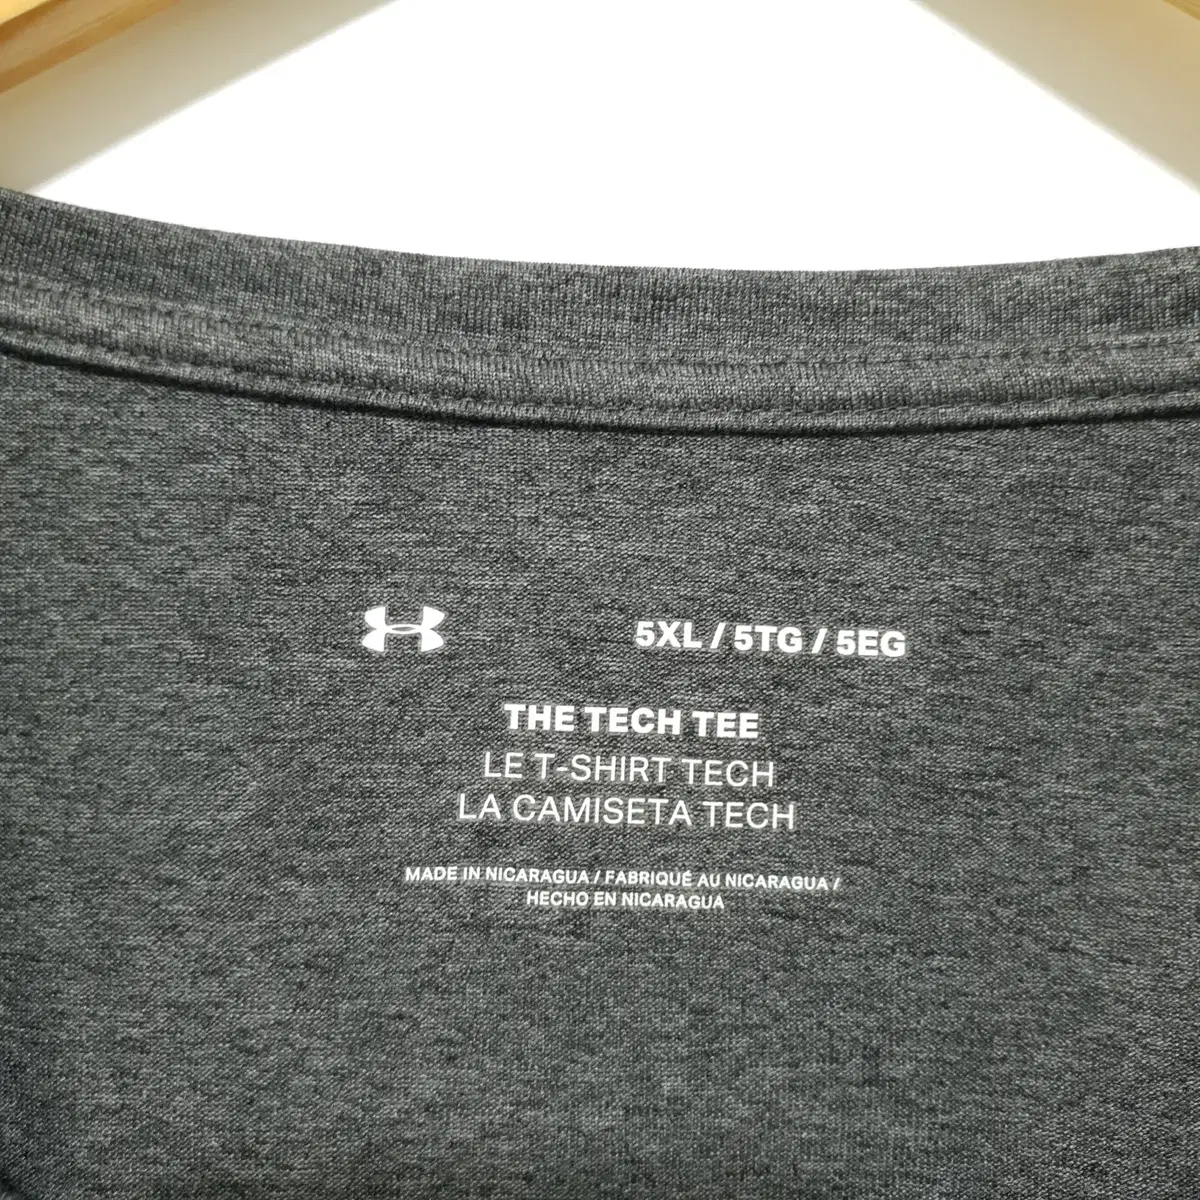 5XL / 5TG / 5EG
THE TECH TEE
LE T-SHIRT TECH
LA CAMISETA TECH
MADE IN NICARAGUA / FABRIQUÉ AU NICARAGUA /
HECHO EN NICARAGUA